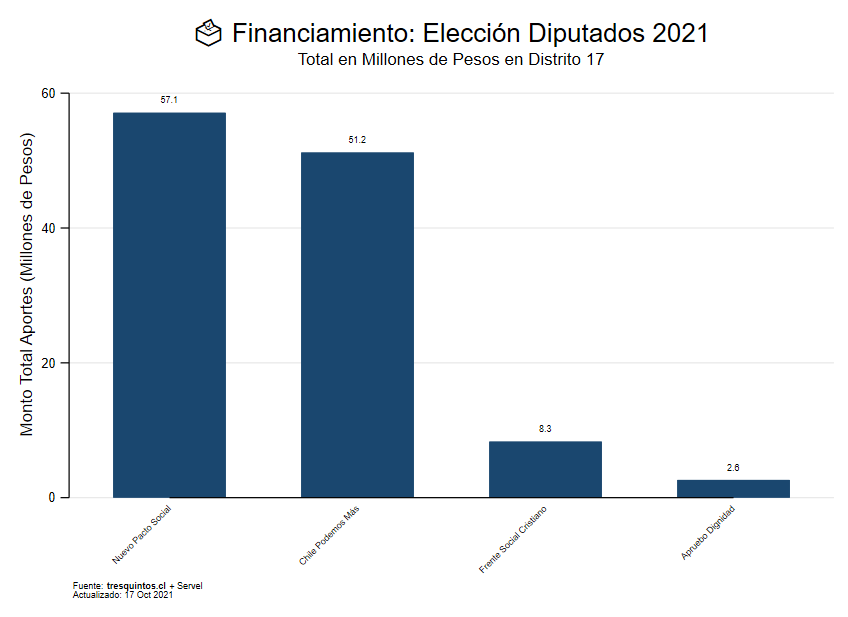 Financiamiento: Elección Diputados 2021
Total en Millones de Pesos en Distrito 17
Monto Total Aportes (Millones de Pesos)
60
40
20
0
57.1
51.2
8.3
2.6
Nuevo Pacto Social
Chile Podemos Más
Frente Social Cristiano
Apruebo Dignidad
Fuente: tresquintos.cl + Servel
Actualizado: 17 Oct 2021